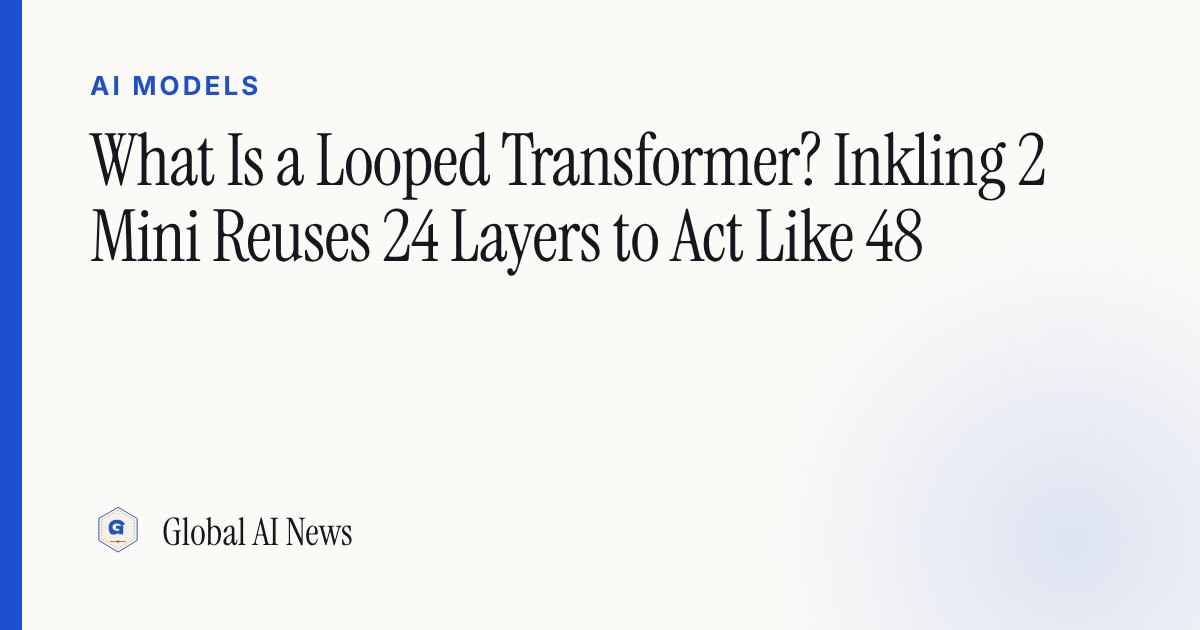 AI MODELS
What Is a Looped Transformer? Inkling 2
Mini Reuses 24 Layers to Act Like 48
G
Global AI News